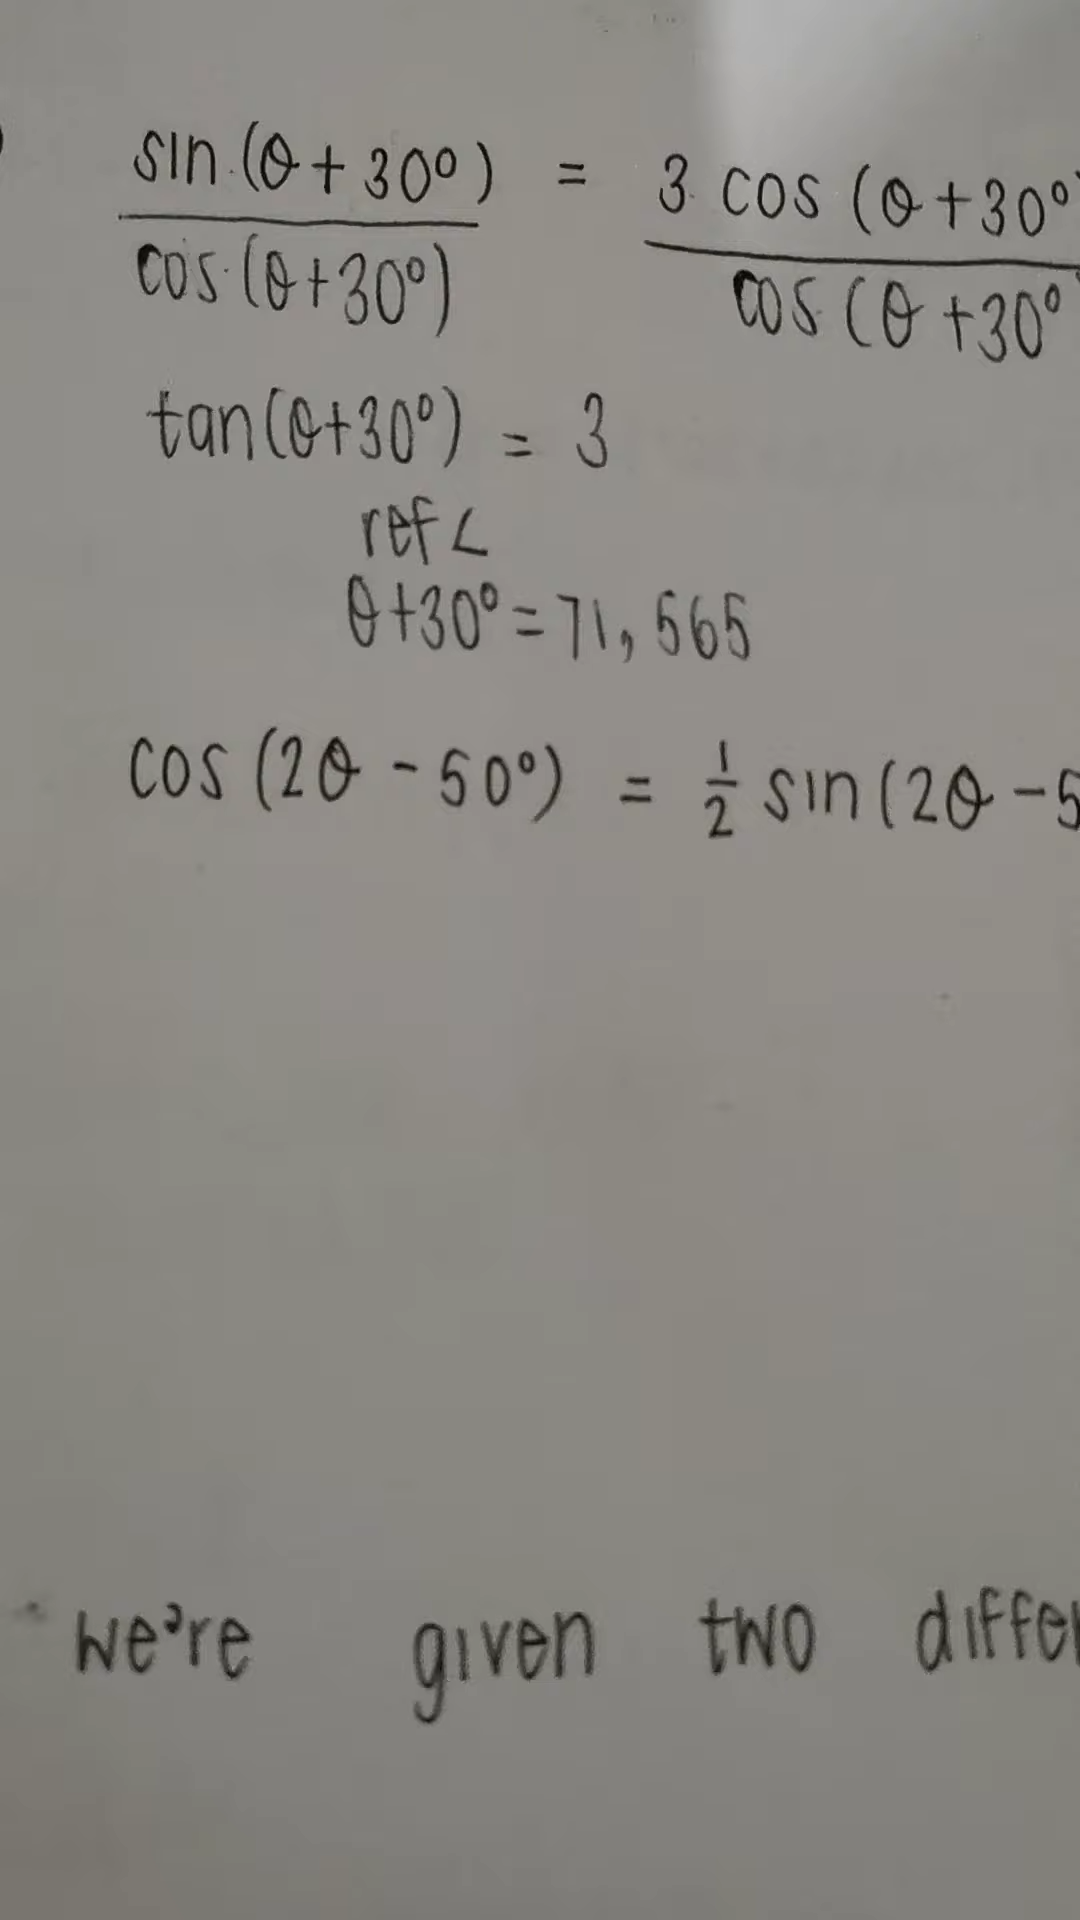 sin (θ + 30°) = 3 cos (θ + 30°
cos (θ + 30°) cos (θ + 30°
tan (θ + 30°) = 3
ref <
θ + 30° = 71,565
cos (2θ - 50°) = 1/2 sin (2θ - 5
we're given two differ